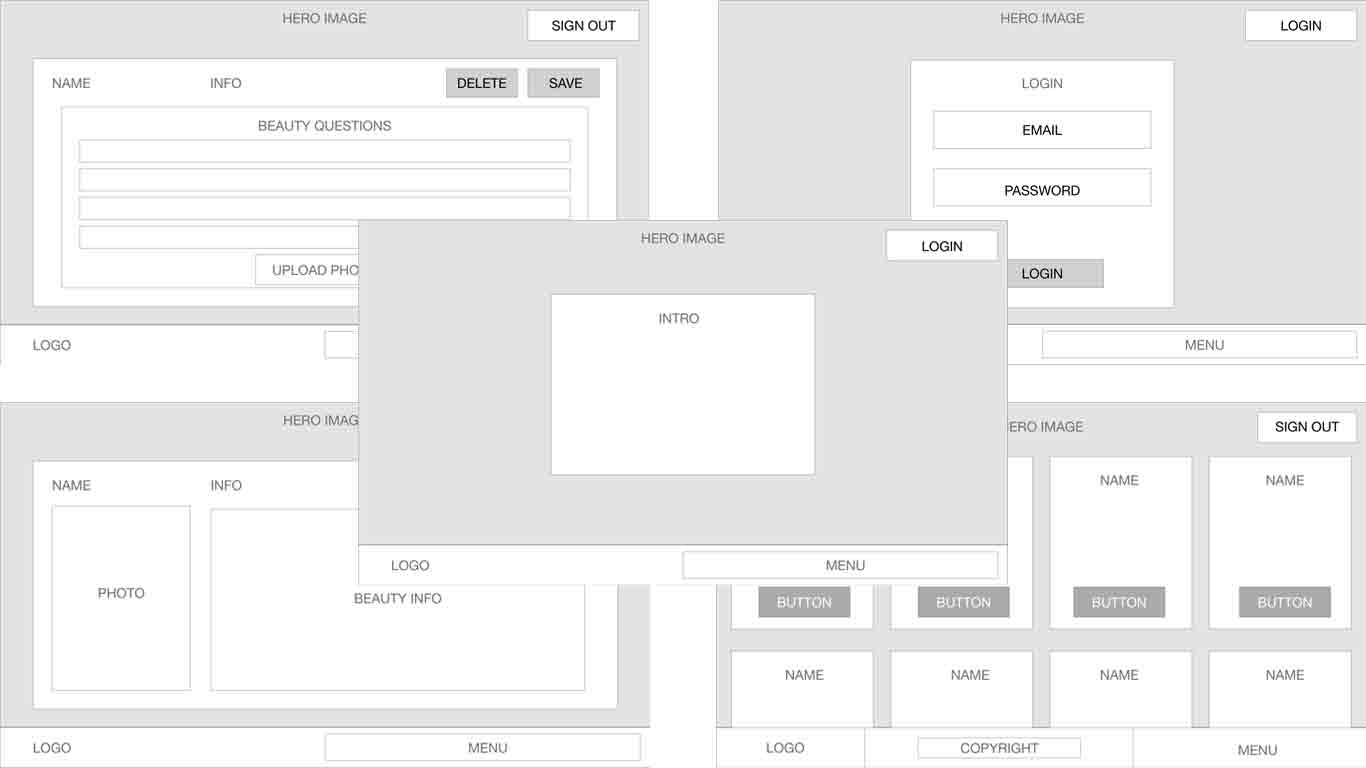 HERO IMAGE
SIGN OUT
NAME
INFO
DELETE
SAVE
BEAUTY QUESTIONS
UPLOAD PHO
LOGO
HERO IMAGE
LOGIN
LOGIN
EMAIL
PASSWORD
LOGIN
MENU
HERO IMAGE
LOGIN
INTRO
LOGO
MENU
HERO IMAG
NAME
INFO
PHOTO
BEAUTY INFO
LOGO
MENU
ERO IMAGE
SIGN OUT
NAME
NAME
BUTTON
BUTTON
BUTTON
BUTTON
NAME
NAME
NAME
NAME
LOGO
COPYRIGHT
MENU